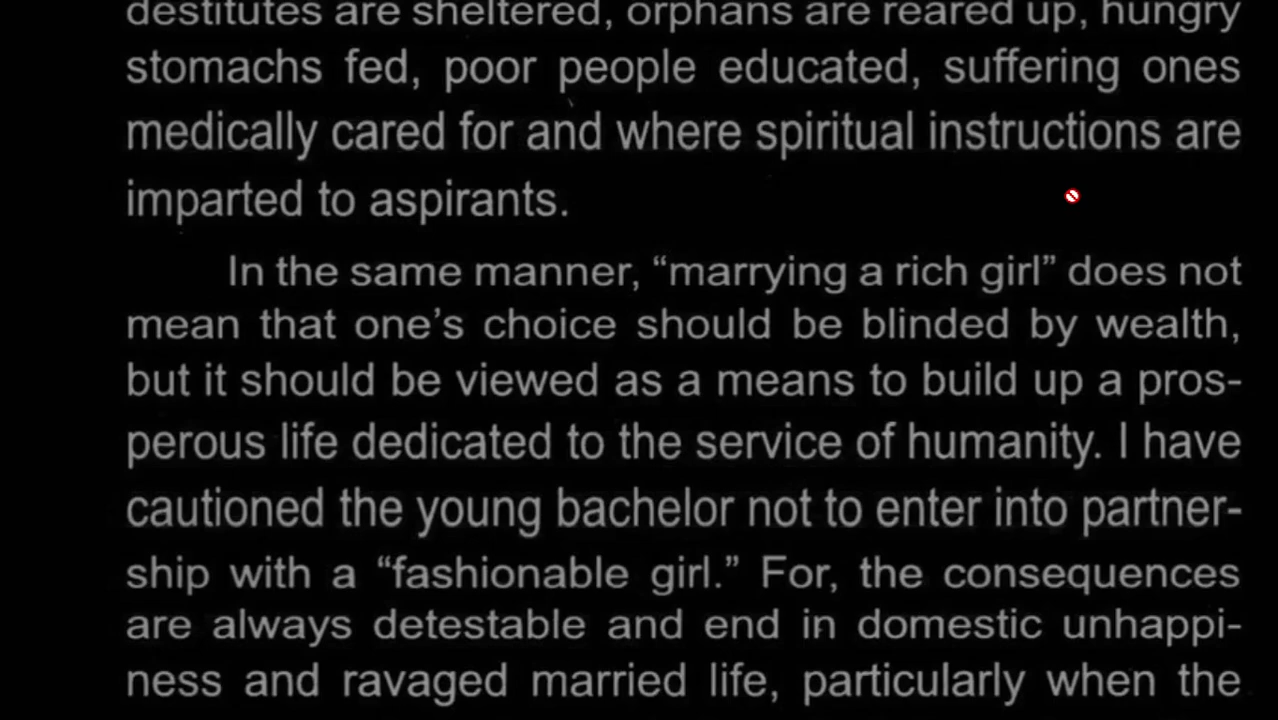 destitutes are sheltered, orphans are reared up, hungry
stomachs fed, poor people educated, suffering ones
medically cared for and where spiritual instructions are
imparted to aspirants.
In the same manner, “marrying a rich girl” does not
mean that one’s choice should be blinded by wealth,
but it should be viewed as a means to build up a pros-
perous life dedicated to the service of humanity. I have
cautioned the young bachelor not to enter into partner-
ship with a “fashionable girl.” For, the consequences
are always detestable and end in domestic unhappi-
ness and ravaged married life, particularly when the